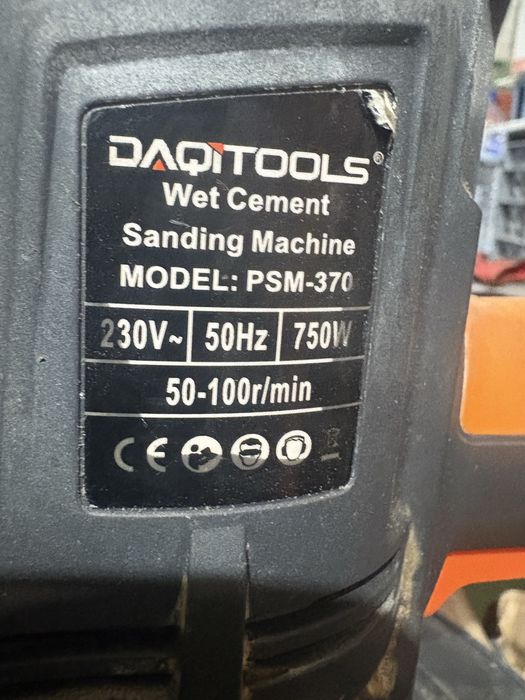 DAQITOOLS®
Wet Cement
Sanding Machine
MODEL: PSM-370
230V~ 50Hz 750W
50-100r/min
CE